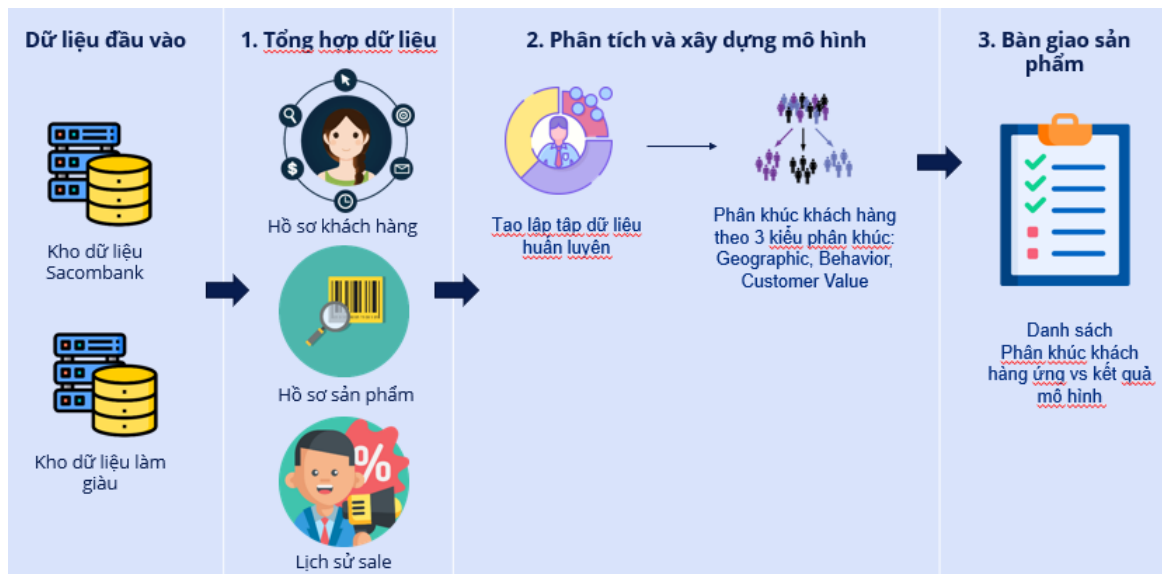 Dữ liệu đầu vào
Kho dữ liệu
Sacombank
Kho dữ liệu làm
giàu
1. Tổng hợp dữ liệu
Hồ sơ khách hàng
Hồ sơ sản phẩm
%
Lịch sử sale
2. Phân tích và xây dựng mô hình
Tạo lập tập dữ liệu
huấn luyện
Phân khúc khách hàng
theo 3 kiểu phân khúc:
Geographic, Behavior,
Customer Value
3. Bàn giao sản
phẩm
Danh sách
Phân khúc khách
hàng ứng vs kết quả
mô hình